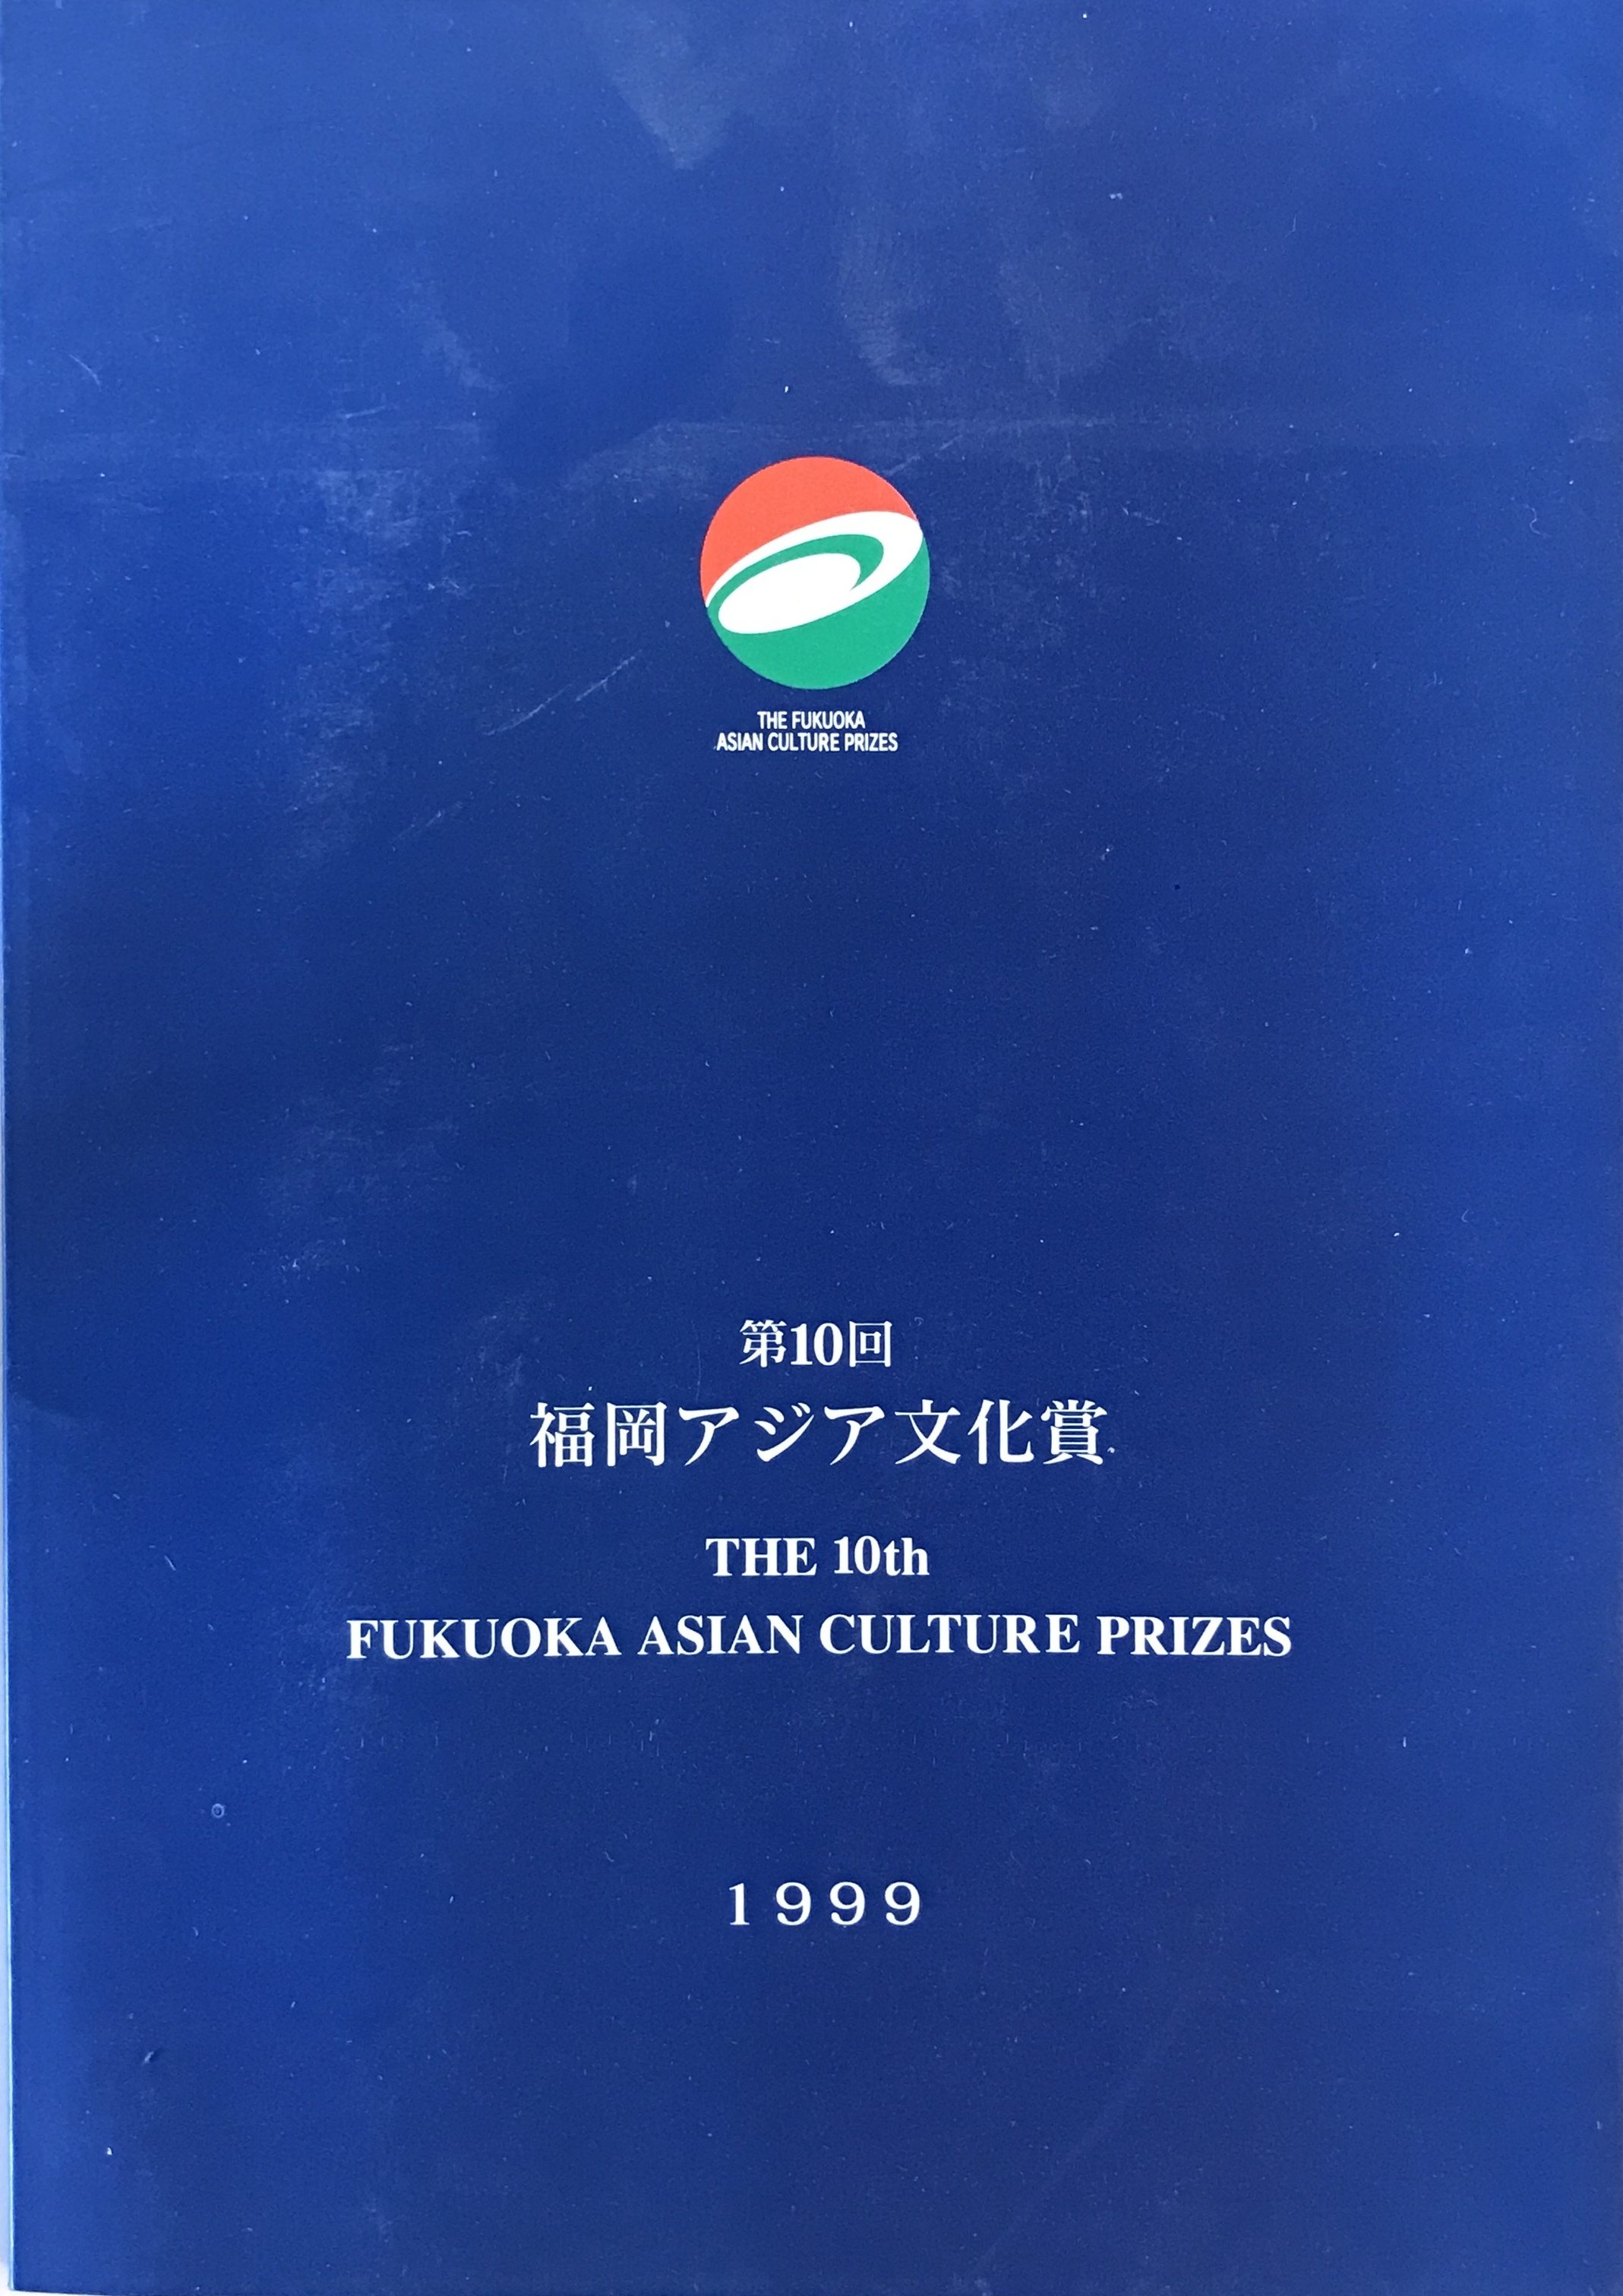 THE FUKUOKA
ASIAN CULTURE PRIZES
第10回
福岡アジア文化賞
THE 10th
FUKUOKA ASIAN CULTURE PRIZES
1999